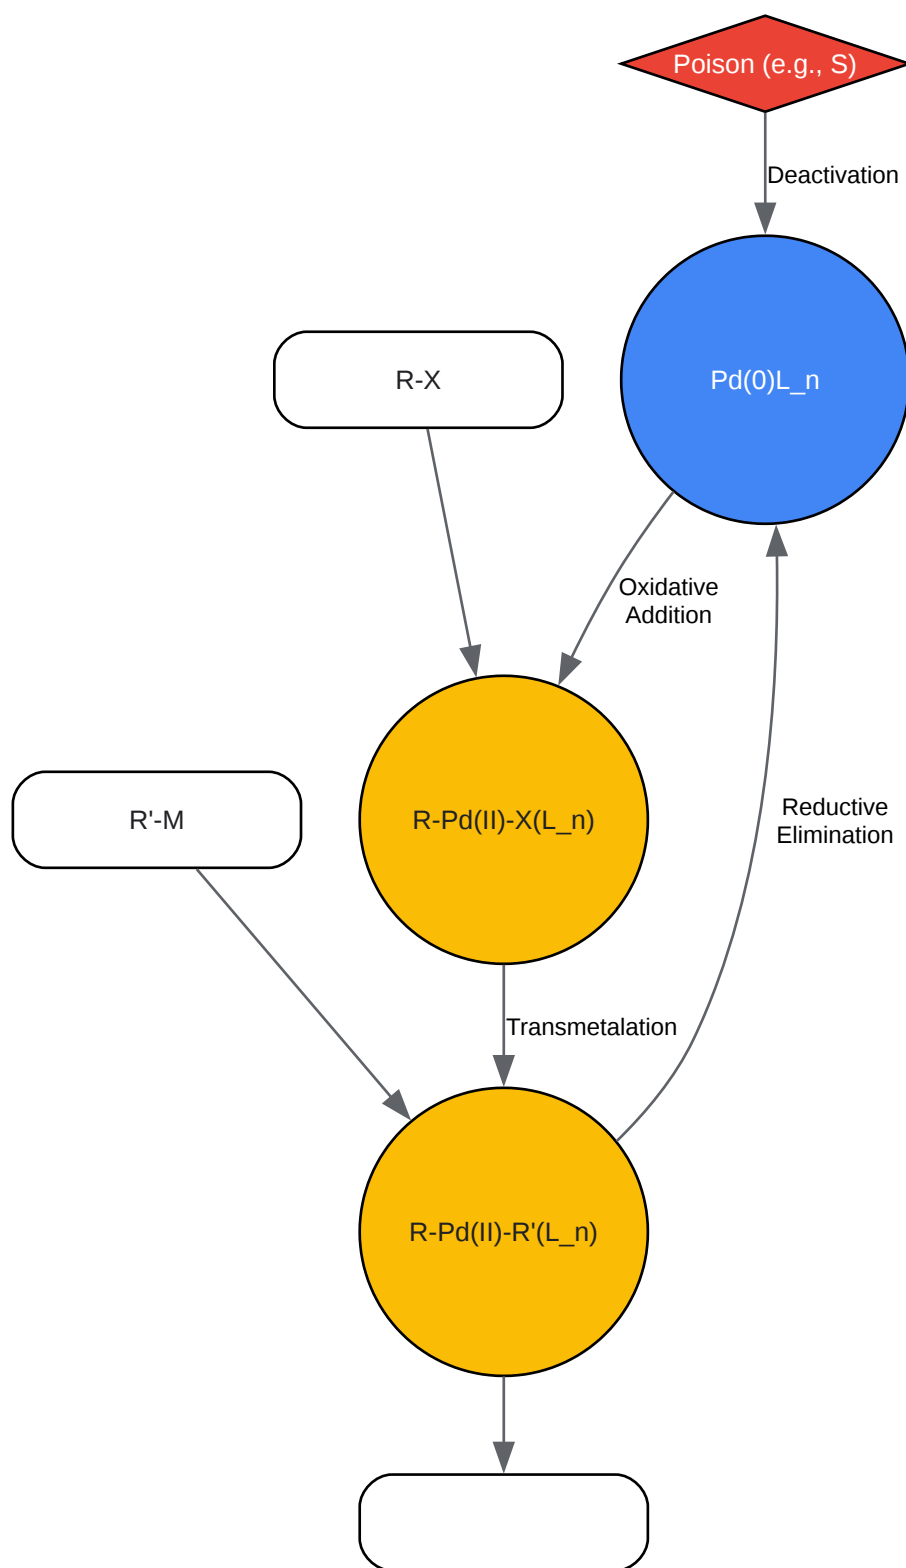 Poison (e.g., S)
Deactivation
Pd(0)L_n
R-X
Oxidative
Addition
R'-M
R-Pd(II)-X(L_n)
Reductive
Elimination
Transmetalation
R-Pd(II)-R'(L_n)